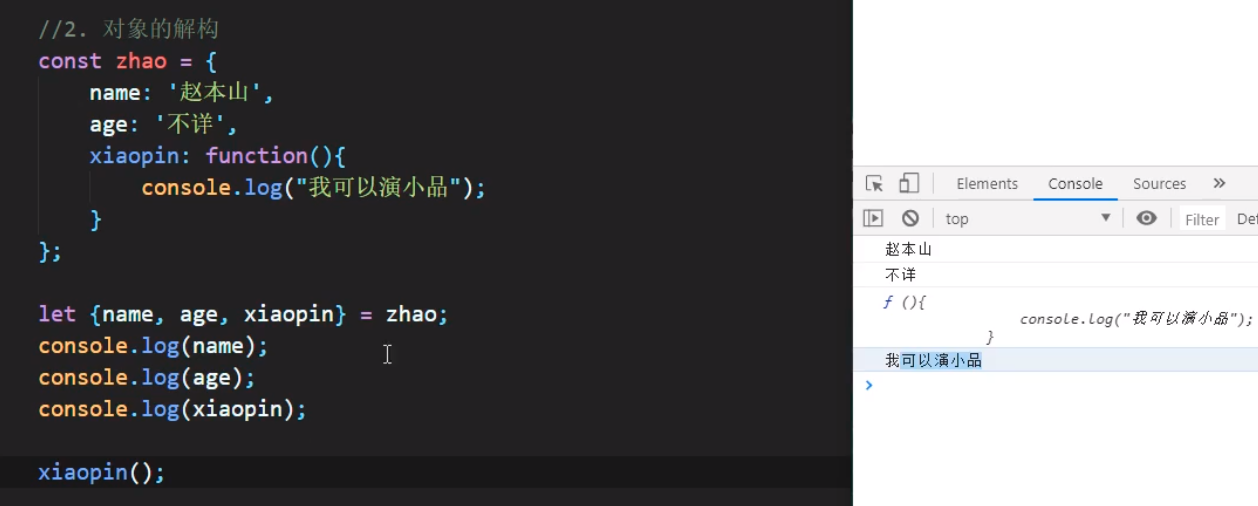 //2. 对象的解构
const zhao = {
    name: '赵本山',
    age: '不详',
    xiaopin: function(){
        console.log("我可以演小品");
    }
};
let {name, age, xiaopin} = zhao;
console.log(name);
console.log(age);
console.log(xiaopin);
xiaopin();
Elements Console Sources »
top ▼ Filter Def
赵本山
不详
f (){
console.log("我可以演小品");
}
我可以演小品
>